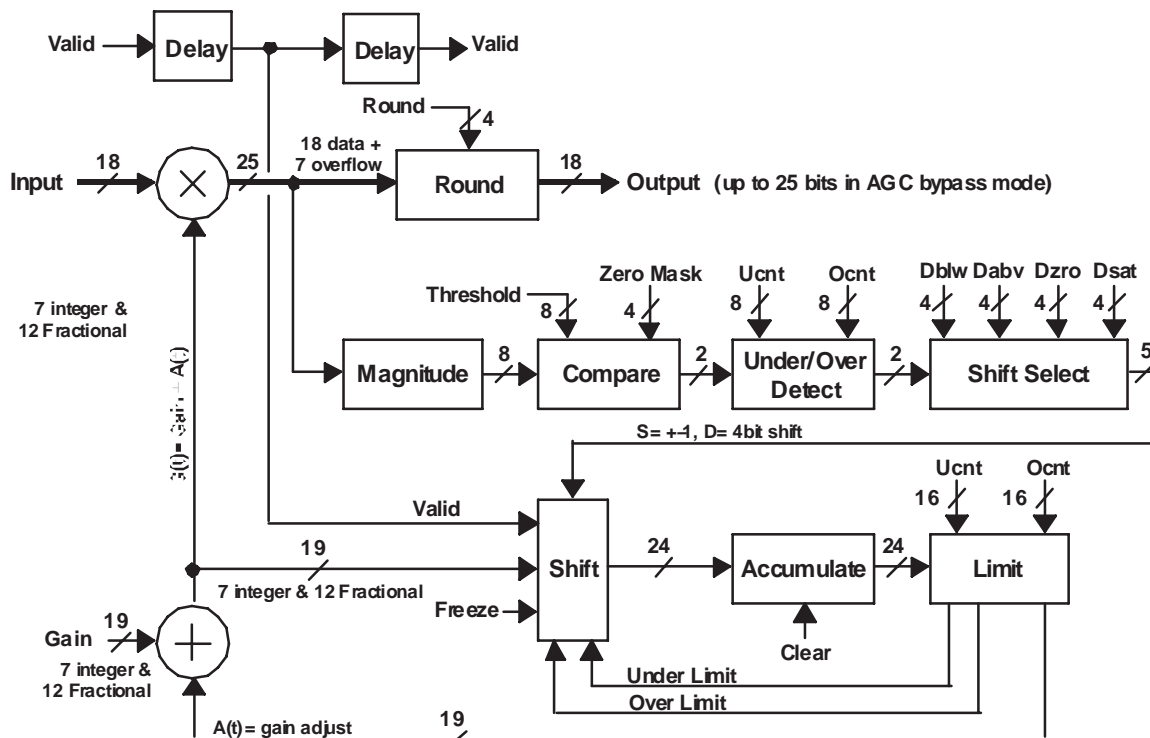 Valid
Delay
Delay
Valid
Round
4
Input
18
25
18 data +
7 overflow
Round
18
Output (up to 25 bits in AGC bypass mode)
7 integer &
12 Fractional
Threshold
8
Zero Mask
4
Ucnt
8
Ocnt
8
Dblw
4
Dabv
4
Dzro
4
Dsat
4
Magnitude
8
Compare
2
Under/Over
Detect
2
Shift Select
5
S= +-1, D= 4bit shift
Valid
19
7 integer & 12 Fractional
Freeze
Shift
24
Accumulate
24
Clear
Ucnt
16
Ocnt
16
Limit
Under Limit
Over Limit
Gain
19
7 integer &
12 Fractional
A(t)= gain adjust
19